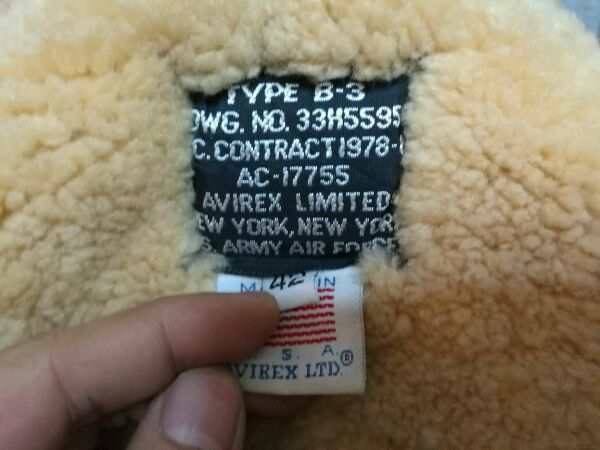 TYPE B-3
DWG. NO. 33H5595
C. CONTRACT 1978-
AC-17755
AVIREX LIMITED
EW YORK, NEW YOR
S. ARMY AIR FORCE
M IN
42
S. A. ®
AVIREX LTD.